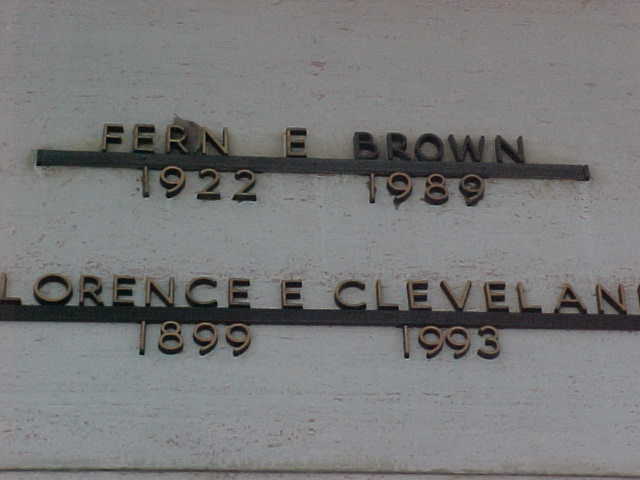 FERN E BROWN
1922 1989
LORENCE E CLEVELAN
1899 1993